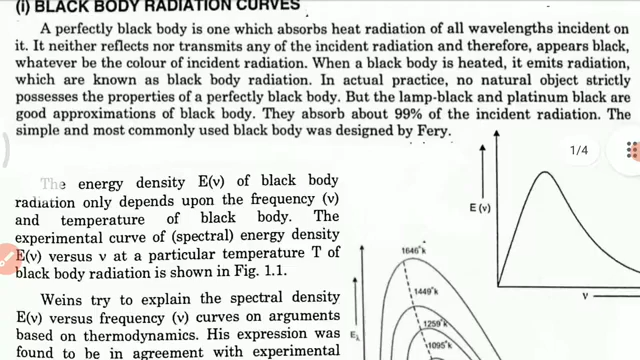 (i) BLACK BODY RADIATION CURVES
A perfectly black body is one which absorbs heat radiation of all wavelengths incident on
it. It neither reflects nor transmits any of the incident radiation and therefore, appears black,
whatever be the colour of incident radiation. When a black body is heated, it emits radiation,
which are known as black body radiation. In actual practice, no natural object strictly
possesses the properties of a perfectly black body. But the lamp-black and platinum black are
good approximations of black body. They absorb about 99% of the incident radiation. The
simple and most commonly used black body was designed by Fery.
1/4
The energy density E(ν) of black body
radiation only depends upon the frequency (ν)
and temperature of black body. The
experimental curve of (spectral) energy density
E(ν) versus ν at a particular temperature T of
black body radiation is shown in Fig. 1.1.
Weins try to explain the spectral density
E(ν) versus frequency (ν) curves on arguments
based on thermodynamics. His expression was
found to be in agreement with experimental
E (ν)
ν
1646°k
1449°k
1259°k
1095°k
Eλ